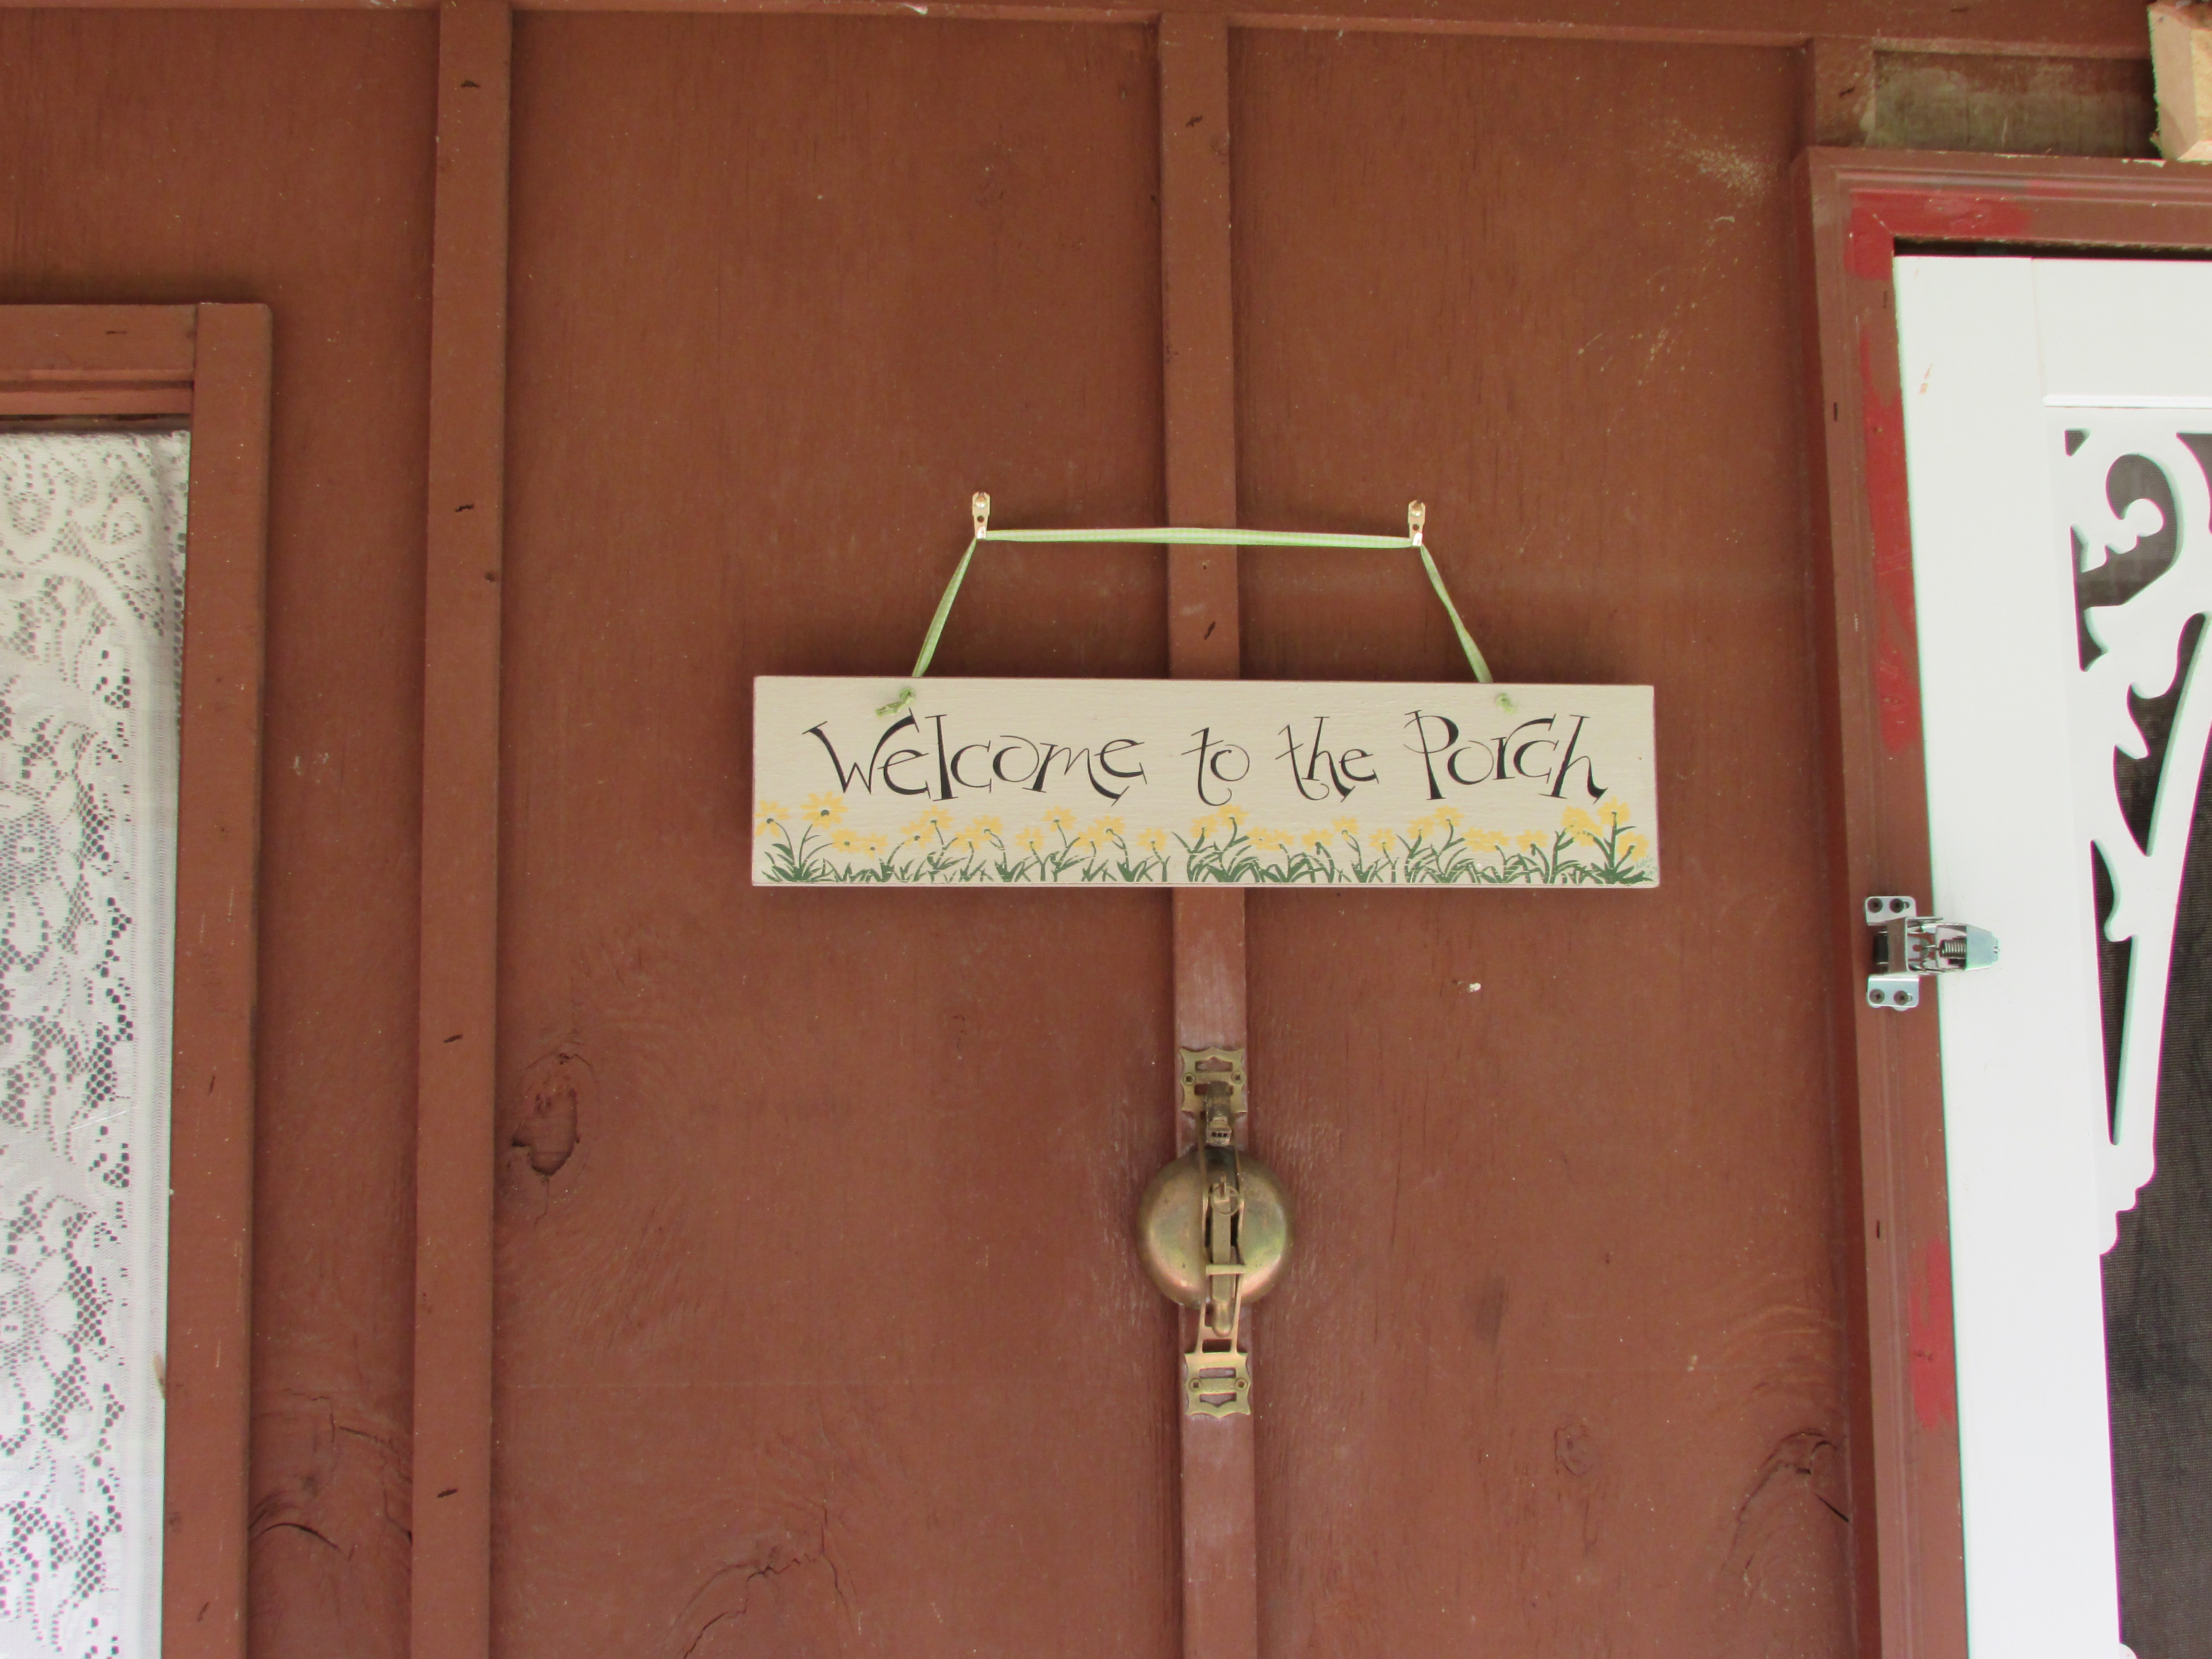 Welcome to the Porch